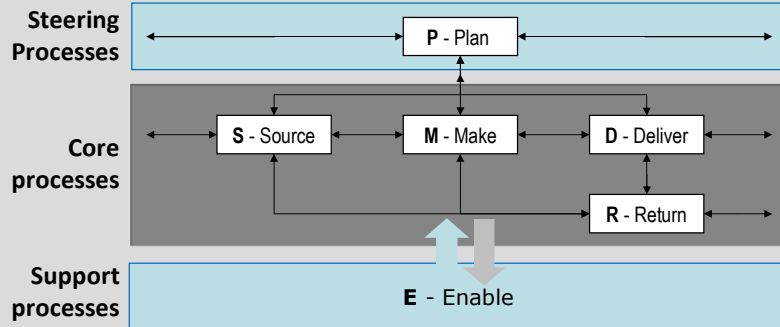 Steering
Processes
P - Plan
Core
processes
S - Source
M - Make
D - Deliver
R - Return
Support
processes
E - Enable